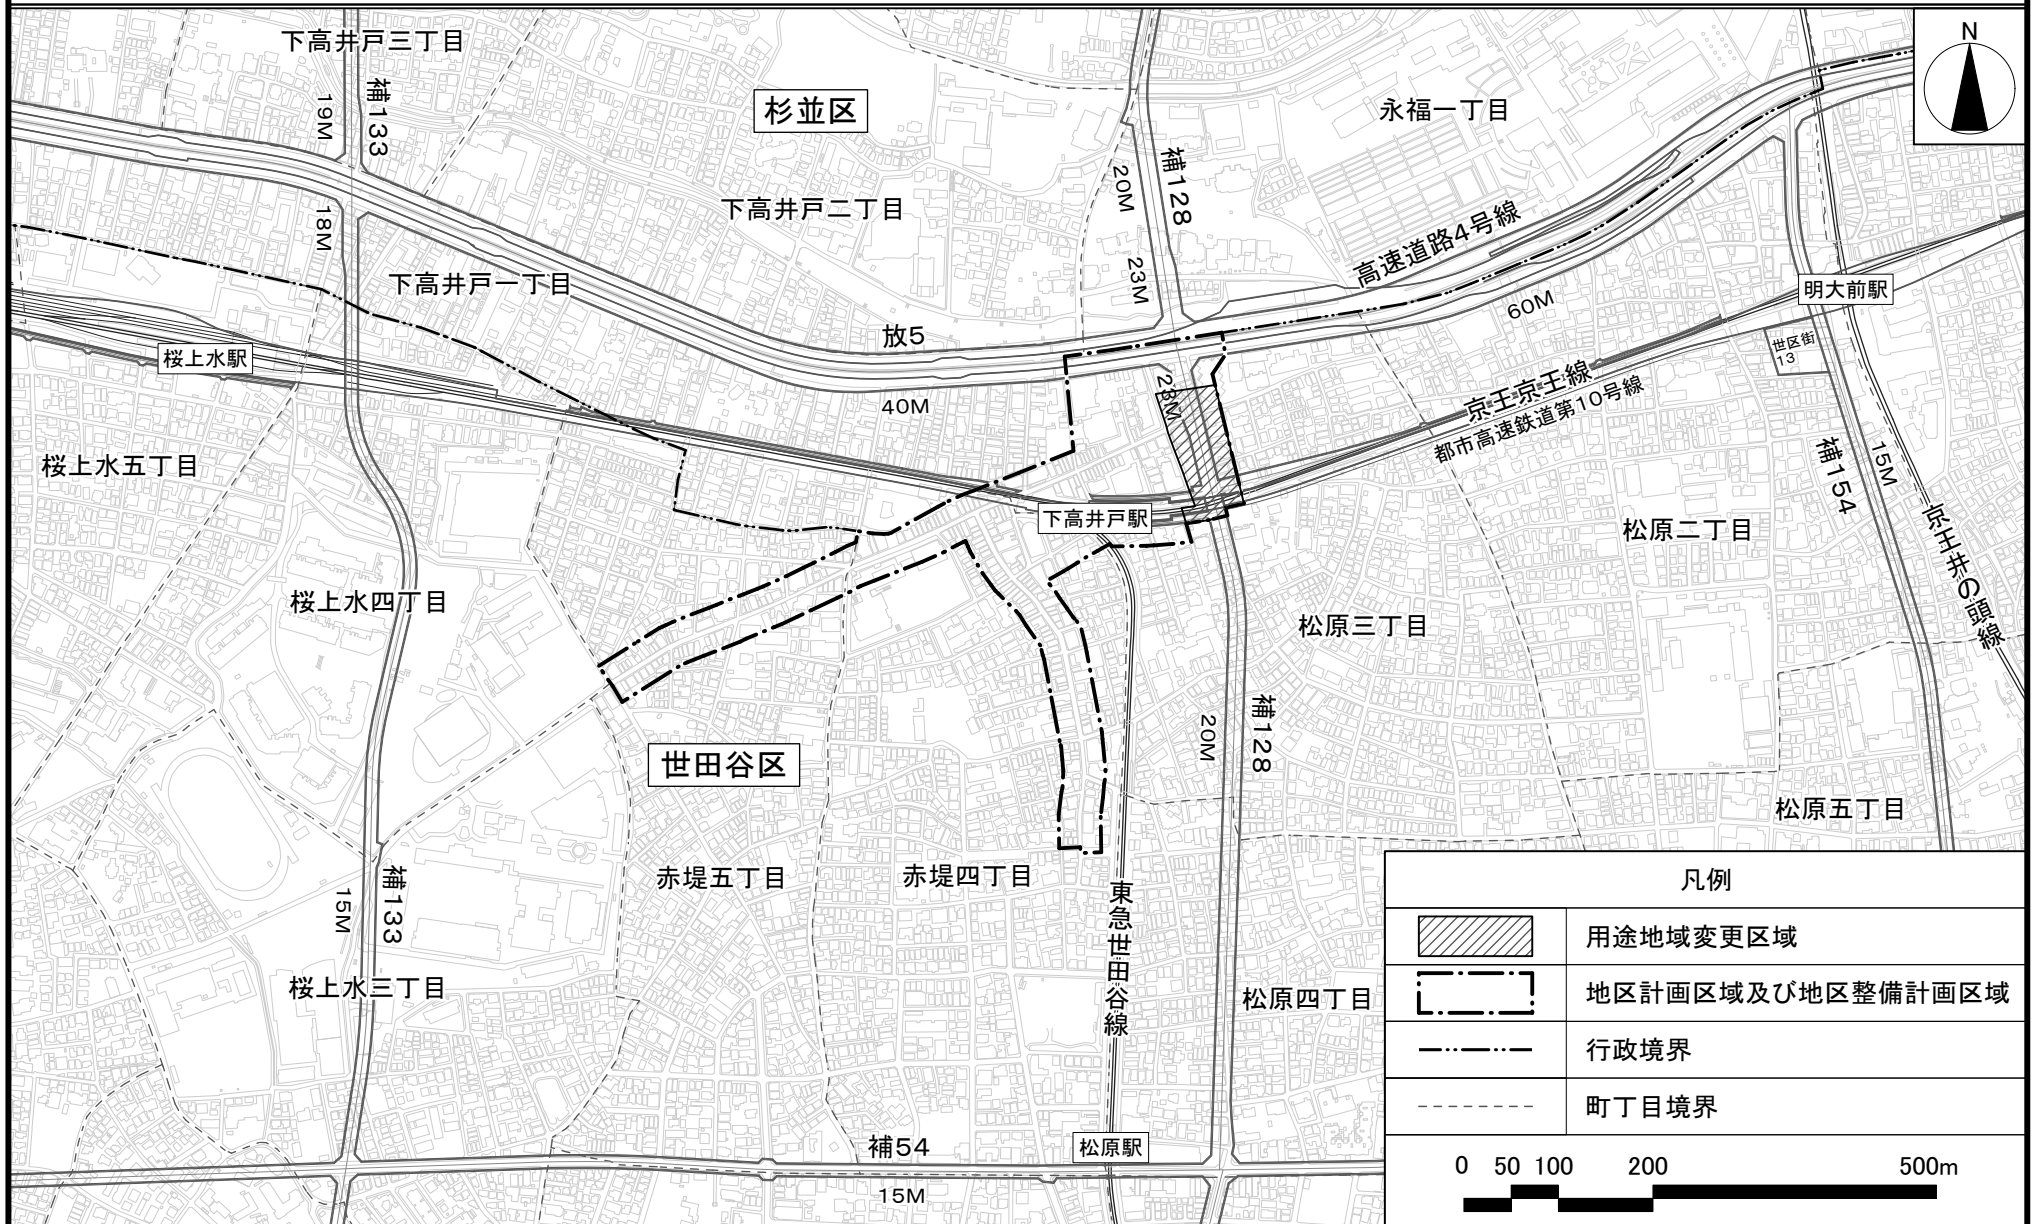 下高井戸三丁目
補133
19M
杉並区
永福一丁目
N
補128
20M
下高井戸二丁目
18M
高速道路4号線
23M
下高井戸一丁目
明大前駅
60M
放5
世区街
13
桜上水駅
40M
23M
京王京王線
都市高速鉄道第10号線
桜上水五丁目
補154
15M
下高井戸駅
松原二丁目
京王井の頭線
桜上水四丁目
松原三丁目
補128
20M
世田谷区
松原五丁目
赤堤五丁目
赤堤四丁目
補133
15M
東急世田谷線
桜上水三丁目
松原四丁目
補54
松原駅
15M
凡例
用途地域変更区域
地区計画区域及び地区整備計画区域
行政境界
町丁目境界
0 50 100 200 500m